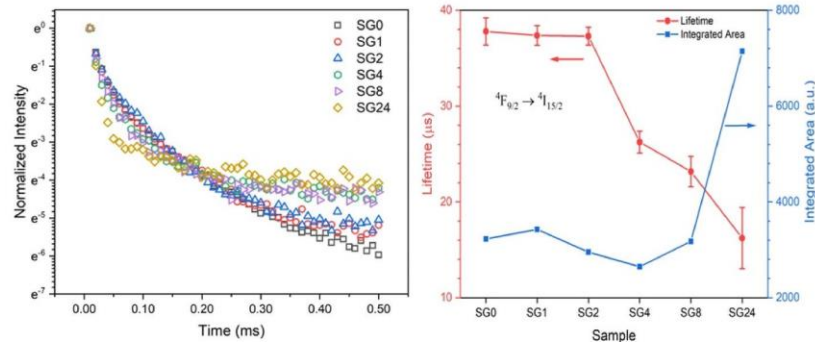 e⁰
e⁻¹
e⁻²
e⁻³
e⁻⁴
e⁻⁵
e⁻⁶
e⁻⁷
Normalized Intensity
0.00 0.10 0.20 0.30 0.40 0.50
Time (ms)
SG0
SG1
SG2
SG4
SG8
SG24
40
30
20
10
Lifetime (μs)
Lifetime
Integrated Area
⁴F₉/₂ → ⁴I₁₅/₂
SG0 SG1 SG2 SG4 SG8 SG24
Sample
8000
6000
4000
2000
Integrated Area (a.u.)